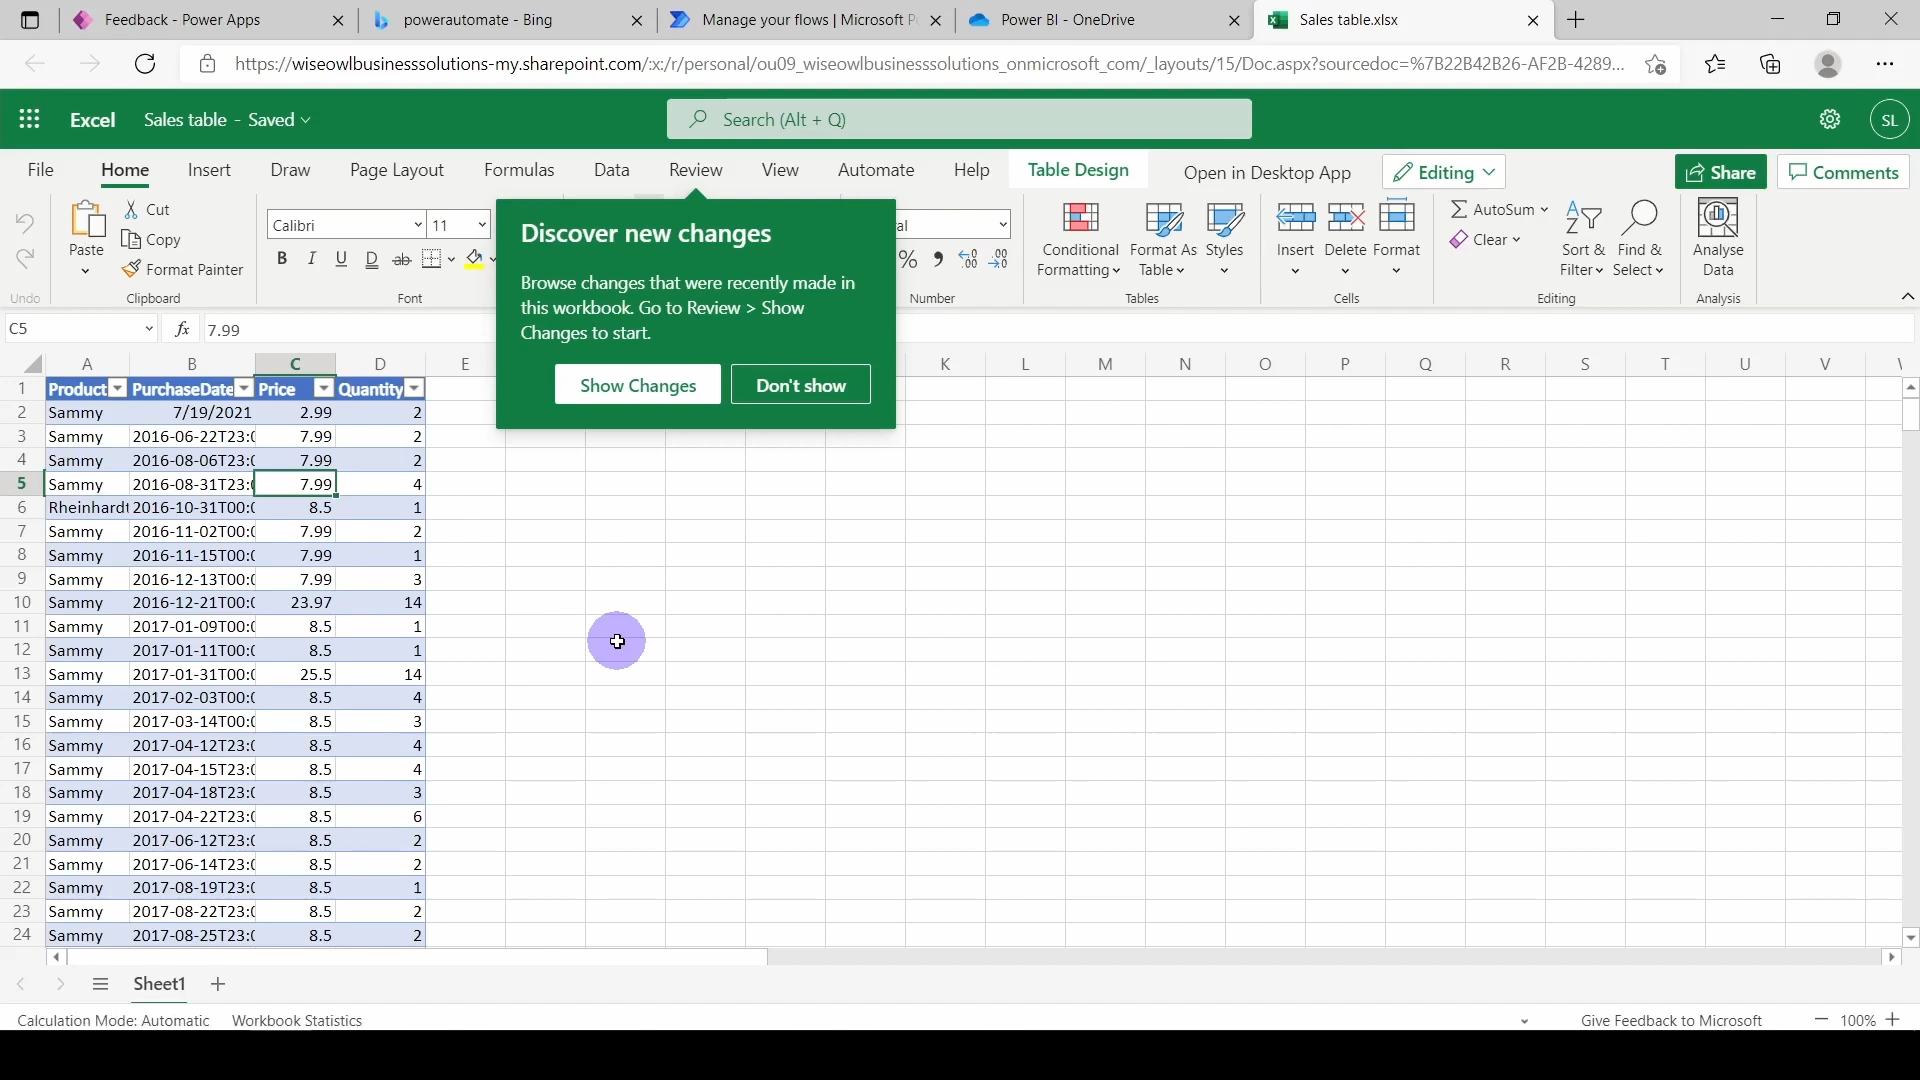 Feedback - Power Apps
powerautomate - Bing
Manage your flows | Microsoft P
Power BI - OneDrive
Sales table.xlsx
https://wiseowlbusinesssolutions-my.sharepoint.com/:x:/r/personal/ou09_wiseowlbusinesssolutions_onmicrosoft_com/_layouts/15/Doc.aspx?sourcedoc=%7B22B42B26-AF2B-4289...
Excel Sales table - Saved
Search (Alt + Q)
SL
File Home Insert Draw Page Layout Formulas Data Review View Automate Help Table Design Open in Desktop App Editing Share Comments
Undo
Paste
Cut
Copy
Format Painter
Clipboard
Calibri 11
B I U D ab
Font
al
% 9 .00 .00
Number
Conditional Formatting
Format As Table
Styles
Tables
Insert Delete Format
Cells
AutoSum
Clear
Sort & Filter
Find & Select
Editing
Analyse Data
Analysis
Discover new changes
Browse changes that were recently made in
this workbook. Go to Review > Show
Changes to start.
Show Changes Don't show
C5 fx 7.99
A B C D E K L M N O P Q R S T U V
1 Product PurchaseDate Price Quantity
2 Sammy 7/19/2021 2.99 2
3 Sammy 2016-06-22T23:0 7.99 2
4 Sammy 2016-08-06T23:0 7.99 2
5 Sammy 2016-08-31T23:0 7.99 4
6 Rheinhardt 2016-10-31T00:0 8.5 1
7 Sammy 2016-11-02T00:0 7.99 2
8 Sammy 2016-11-15T00:0 7.99 1
9 Sammy 2016-12-13T00:0 7.99 3
10 Sammy 2016-12-21T00:0 23.97 14
11 Sammy 2017-01-09T00:0 8.5 1
12 Sammy 2017-01-11T00:0 8.5 1
13 Sammy 2017-01-31T00:0 25.5 14
14 Sammy 2017-02-03T00:0 8.5 4
15 Sammy 2017-03-14T00:0 8.5 3
16 Sammy 2017-04-12T23:0 8.5 4
17 Sammy 2017-04-15T23:0 8.5 4
18 Sammy 2017-04-18T23:0 8.5 3
19 Sammy 2017-04-22T23:0 8.5 6
20 Sammy 2017-06-12T23:0 8.5 2
21 Sammy 2017-06-14T23:0 8.5 2
22 Sammy 2017-08-19T23:0 8.5 1
23 Sammy 2017-08-22T23:0 8.5 2
24 Sammy 2017-08-25T23:0 8.5 2
Sheet1
Calculation Mode: Automatic Workbook Statistics Give Feedback to Microsoft 100%